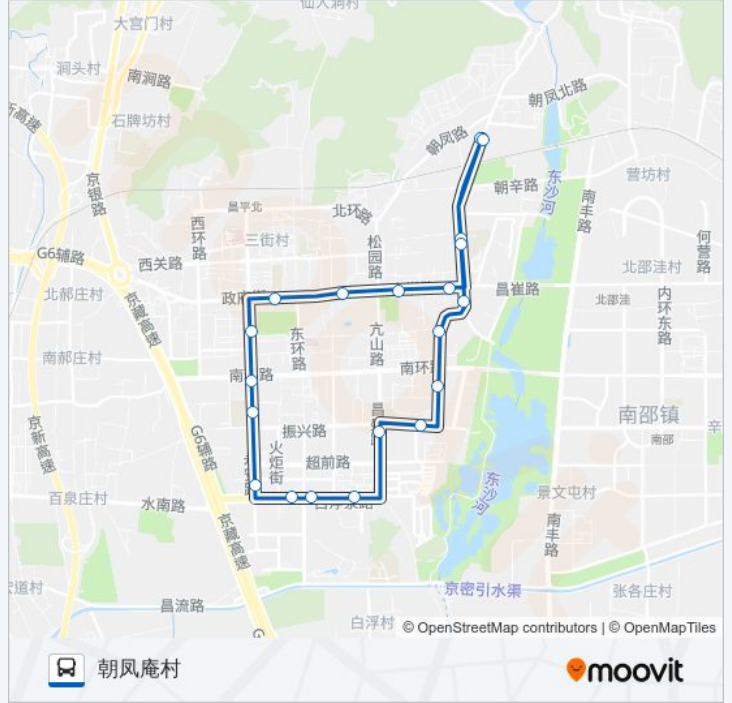 仙人洞村
大宫门村
涧头村
南涧路
石牌坊村
朝凤北路
朝凤路
京银路
营坊村
朝辛路
东沙河
南丰路
昌平北
北环路
西环路
三街村
松园路
何营路
G6辅路
西关路
北邵洼村
北郝庄村
政府街
昌崔路
北邵洼
内环东路
京藏高速
东环路
亢山路
南郝庄村
南环路
南环路
南邵镇
京新高速
G6辅路
振兴路
南邵
火炬街
超前路
东沙河
景文屯村
百泉庄村
水南路
白浮泉路
南丰路
京藏高速
京密引水渠
张各庄村
昌流路
白浮村
© OpenStreetMap contributors | © OpenMapTiles
朝凤庵村
moovit